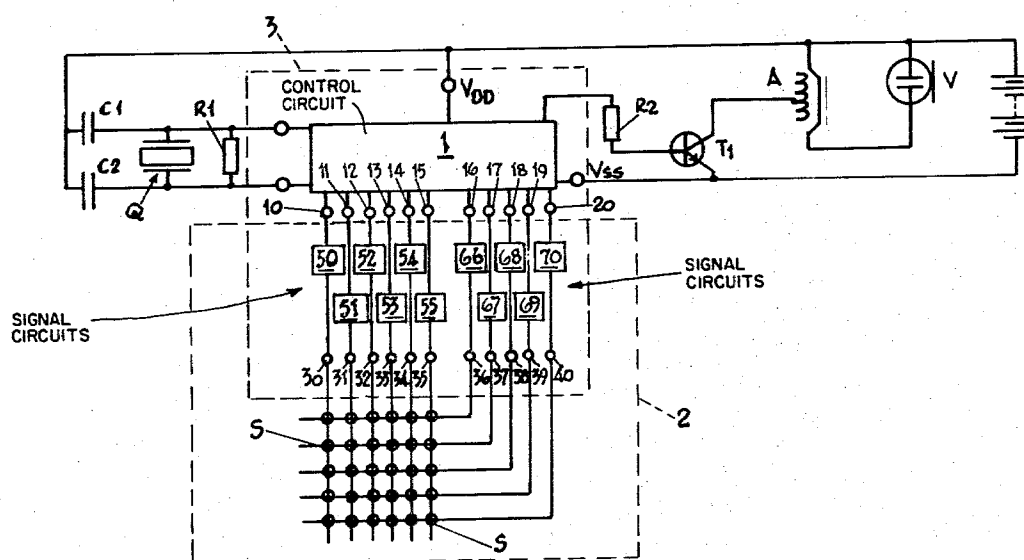 3
V_DD
CONTROL
CIRCUIT
C1
R1
C2
Q
1
R2
T1
A
V
V_SS
11 12 13 14 15 16 17 18 19
10
20
50 52 54 66 68 70
51 53 55 67 69
SIGNAL
CIRCUITS
SIGNAL
CIRCUITS
30 31 32 33 34 35 36 37 38 39 40
2
S
S